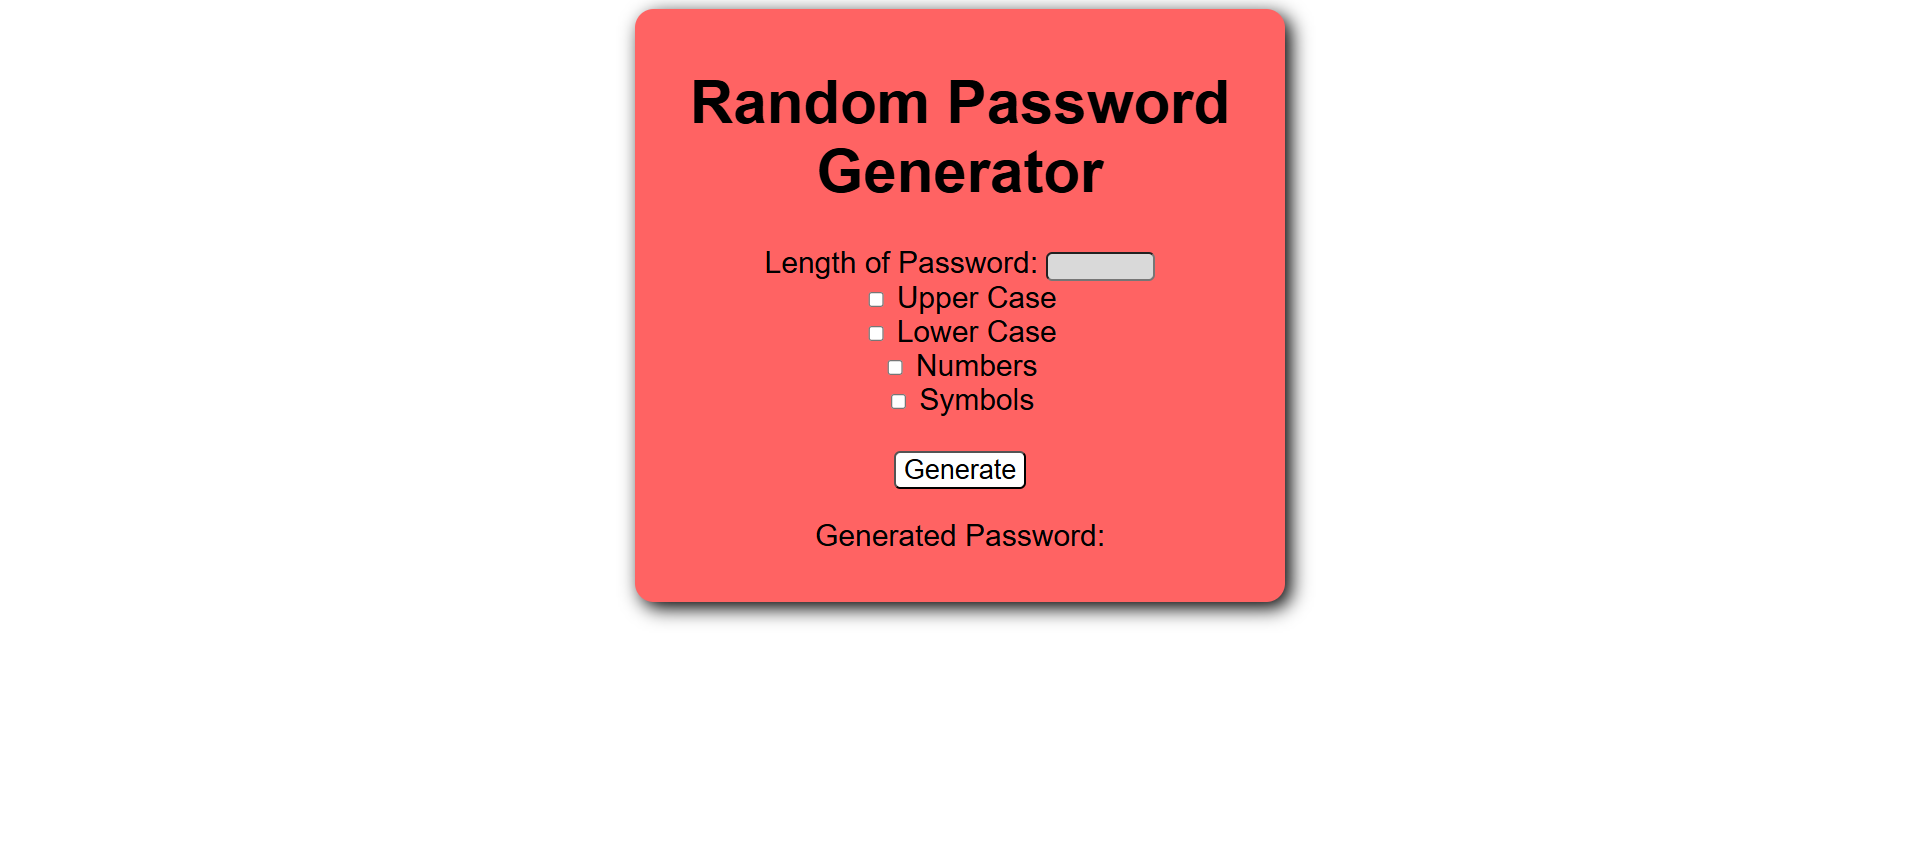 Random Password
Generator
Length of Password:
Upper Case
Lower Case
Numbers
Symbols
Generate
Generated Password: